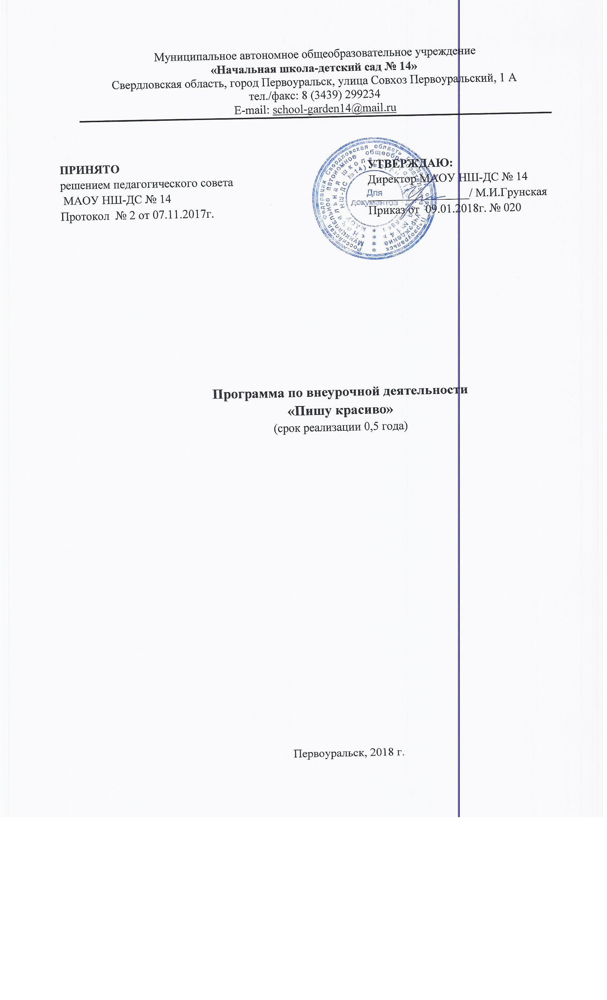 Муниципальное автономное общеобразовательное учреждение
«Начальная школа-детский сад № 14»
Свердловская область, город Первоуральск, улица Совхоз Первоуральский, 1 А
тел./факс: 8 (3439) 299234
E-mail: school-garden14@mail.ru
ПРИНЯТО
решением педагогического совета
МАОУ НШ-ДС № 14
Протокол № 2 от 07.11.2017г.
УТВЕРЖДАЮ:
Директор МАОУ НШ-ДС № 14
/ М.И.Грунская
Приказ от 09.01.2018г. № 020
Российская Федерация Свердловская область Первоуральск
Муниципальное автономное общеобразовательное учреждение
«Начальная школа
МАОУ НШ-ДС №14)
Для
документов
Программа по внеурочной деятельности
«Пишу красиво»
(срок реализации 0,5 года)
Первоуральск, 2018 г.